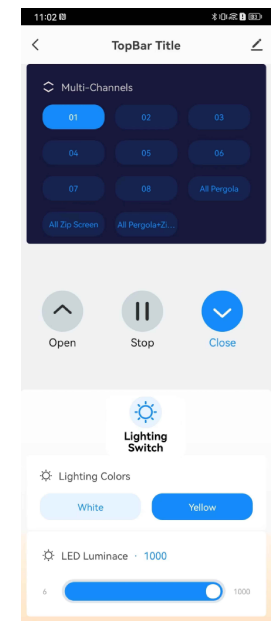 11:02
TopBar Title
Multi-Channels
01 02 03
04 05 06
07 08 All Pergola
All Zip Screen All Pergola+Zi...
Open Stop Close
Lighting
Switch
Lighting Colors
White Yellow
LED Luminace · 1000
6 1000